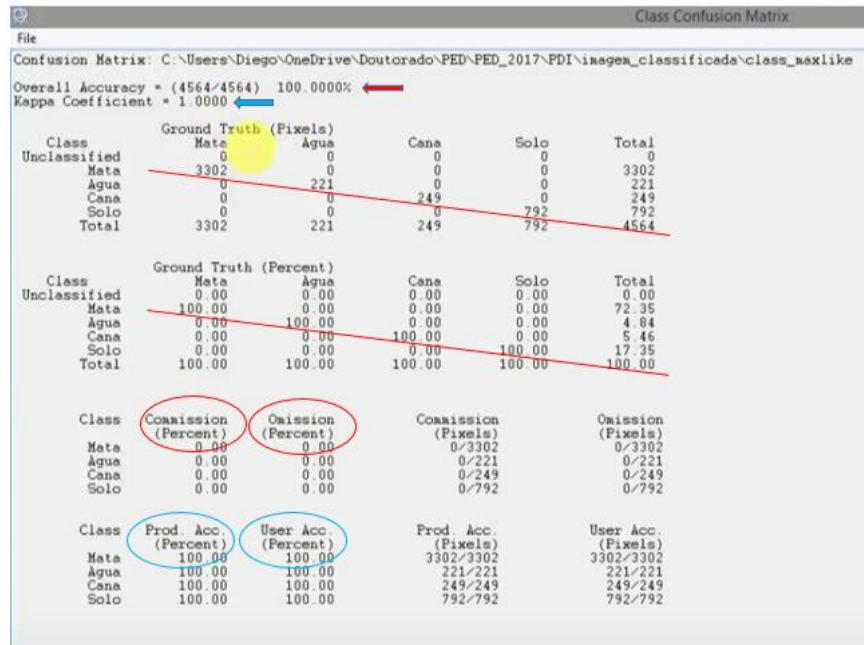 Class Confusion Matrix
File
Confusion Matrix: C:\Users\Diego\OneDrive\Doutorado\PED\PED_2017\PDI\imagem_classificada\class_maxlike
Overall Accuracy = (4564/4564) 100.0000%
Kappa Coefficient = 1.0000
Ground Truth (Pixels)
Class Mata Agua Cana Solo Total
Unclassified 0 0 0 0 0
Mata 3302 0 0 0 3302
Agua 0 221 0 0 221
Cana 0 0 249 0 249
Solo 0 0 0 792 792
Total 3302 221 249 792 4564
Ground Truth (Percent)
Class Mata Agua Cana Solo Total
Unclassified 0.00 0.00 0.00 0.00 0.00
Mata 100.00 0.00 0.00 0.00 72.35
Agua 0.00 100.00 0.00 0.00 4.84
Cana 0.00 0.00 100.00 0.00 5.46
Solo 0.00 0.00 0.00 100.00 17.35
Total 100.00 100.00 100.00 100.00 100.00
Class Commission Omission Commission Omission
(Percent) (Percent) (Pixels) (Pixels)
Mata 0.00 0.00 0/3302 0/3302
Agua 0.00 0.00 0/221 0/221
Cana 0.00 0.00 0/249 0/249
Solo 0.00 0.00 0/792 0/792
Class Prod. Acc. User Acc. Prod. Acc. User Acc.
(Percent) (Percent) (Pixels) (Pixels)
Mata 100.00 100.00 3302/3302 3302/3302
Agua 100.00 100.00 221/221 221/221
Cana 100.00 100.00 249/249 249/249
Solo 100.00 100.00 792/792 792/792